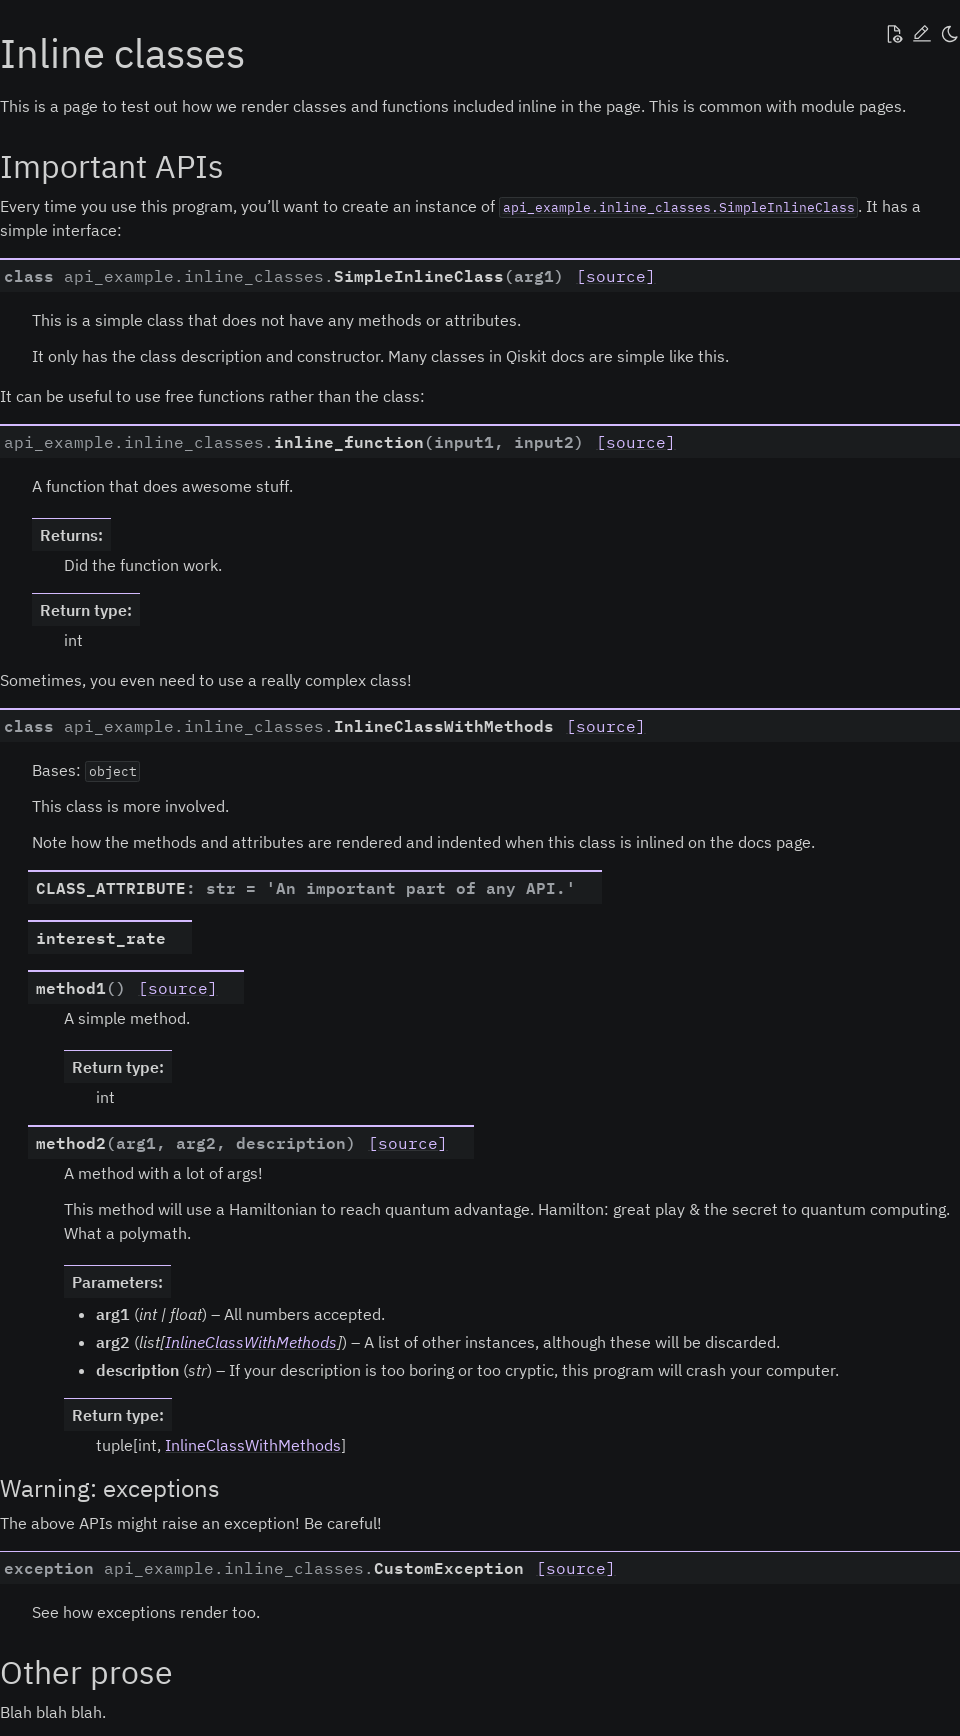 Inline classes
This is a page to test out how we render classes and functions included inline in the page. This is common with module pages.
Important APIs
Every time you use this program, you’ll want to create an instance of api_example.inline_classes.SimpleInlineClass. It has a
simple interface:
class api_example.inline_classes.SimpleInlineClass(arg1) [source]
This is a simple class that does not have any methods or attributes.
It only has the class description and constructor. Many classes in Qiskit docs are simple like this.
It can be useful to use free functions rather than the class:
api_example.inline_classes.inline_function(input1, input2) [source]
A function that does awesome stuff.
Returns:
Did the function work.
Return type:
int
Sometimes, you even need to use a really complex class!
class api_example.inline_classes.InlineClassWithMethods [source]
Bases: object
This class is more involved.
Note how the methods and attributes are rendered and indented when this class is inlined on the docs page.
CLASS_ATTRIBUTE: str = 'An important part of any API.'
interest_rate
method1() [source]
A simple method.
Return type:
int
method2(arg1, arg2, description) [source]
A method with a lot of args!
This method will use a Hamiltonian to reach quantum advantage. Hamilton: great play & the secret to quantum computing.
What a polymath.
Parameters:
• arg1 (int | float) – All numbers accepted.
• arg2 (list[InlineClassWithMethods]) – A list of other instances, although these will be discarded.
• description (str) – If your description is too boring or too cryptic, this program will crash your computer.
Return type:
tuple[int, InlineClassWithMethods]
Warning: exceptions
The above APIs might raise an exception! Be careful!
exception api_example.inline_classes.CustomException [source]
See how exceptions render too.
Other prose
Blah blah blah.